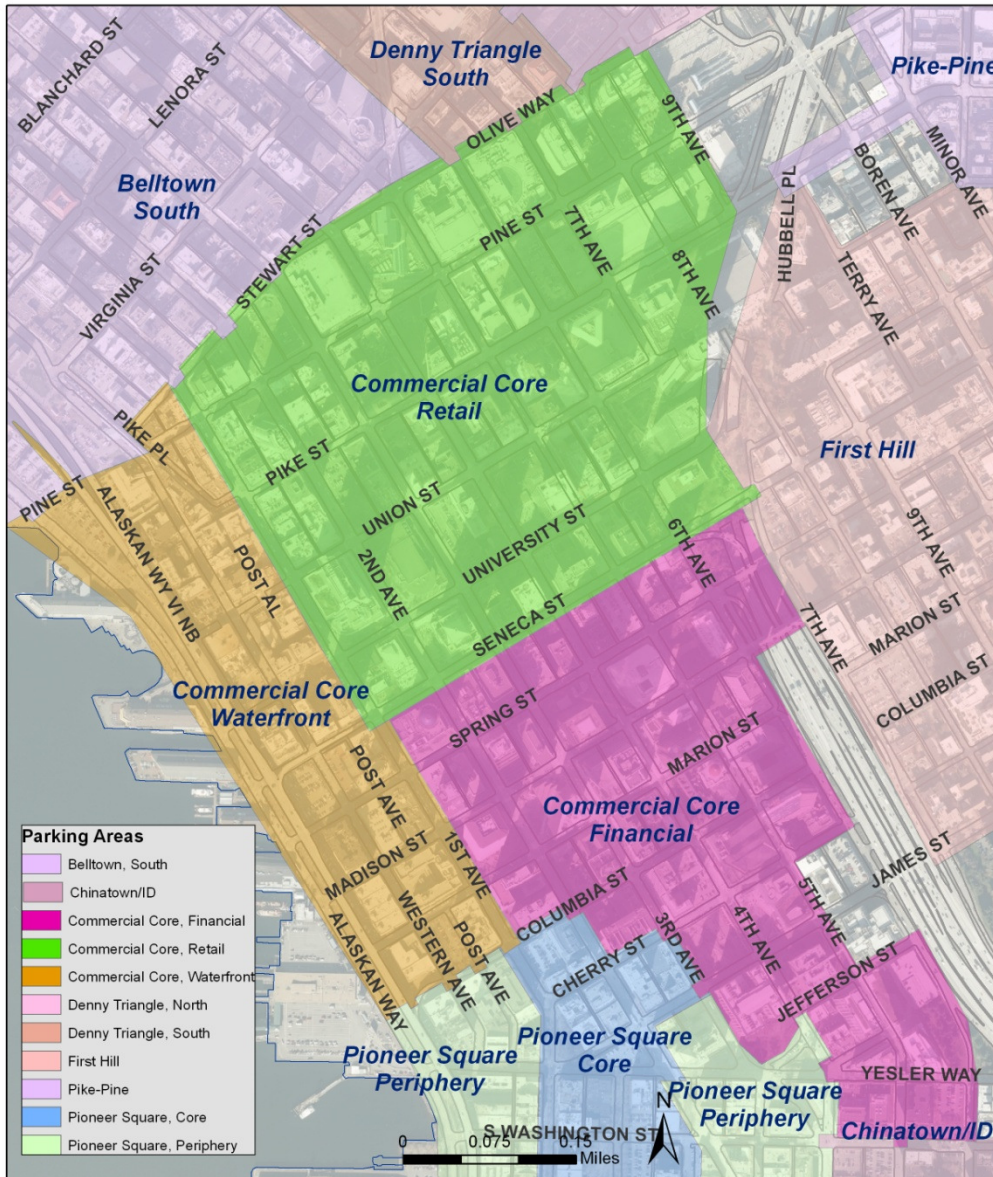 BLANCHARD ST
LENORA ST
Denny Triangle
South
Pike-Pine
OLIVE WAY
9TH AVE
MINOR AVE
BOREN AVE
Belltown
South
HUBBELL PL
PINE ST
7TH AVE
STEWART ST
VIRGINIA ST
8TH AVE
TERRY AVE
Commercial Core
Retail
PIKE PL
PIKE ST
First Hill
PINE ST
ALASKAN WY VI NB
UNION ST
UNIVERSITY ST
9TH AVE
POST AL
2ND AVE
6TH AVE
SENECA ST
MARION ST
7TH AVE
COLUMBIA ST
Commercial Core
Waterfront
SPRING ST
MARION ST
POST AVE
Commercial Core
Financial
1ST AVE
MADISON ST
JAMES ST
COLUMBIA ST
5TH AVE
WESTERN AVE
POST AVE
3RD AVE
4TH AVE
ALASKAN WAY
CHERRY ST
JEFFERSON ST
Pioneer Square
Core
Pioneer Square
Periphery
YESLER WAY
Pioneer Square
Periphery
N
S WASHINGTON ST
Chinatown/ID
0 0.075 0.15
Miles
Parking Areas
Belltown, South
Chinatown/ID
Commercial Core, Financial
Commercial Core, Retail
Commercial Core, Waterfront
Denny Triangle, North
Denny Triangle, South
First Hill
Pike-Pine
Pioneer Square, Core
Pioneer Square, Periphery